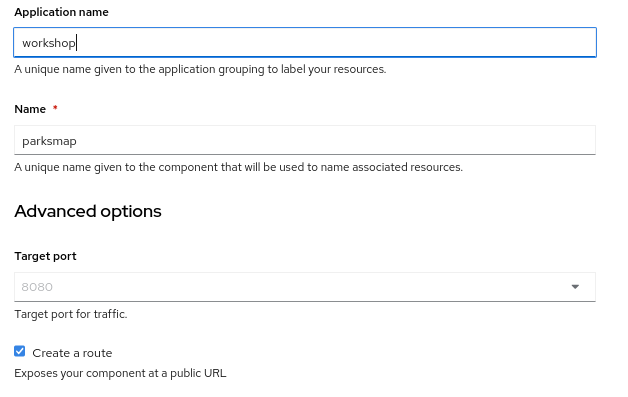 Application name
workshop
A unique name given to the application grouping to label your resources.
Name *
parksmap
A unique name given to the component that will be used to name associated resources.
Advanced options
Target port
8080
Target port for traffic.
Create a route
Exposes your component at a public URL